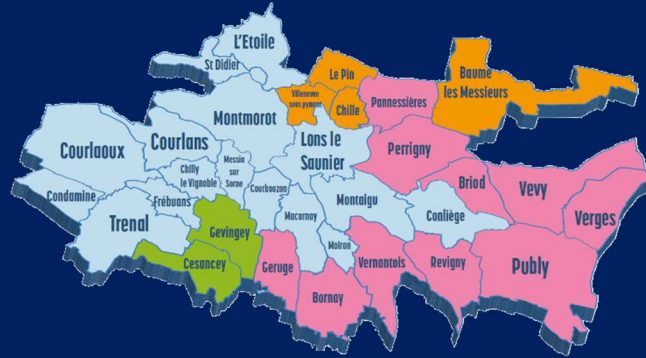 L'Etoile
St Didier
Le Pin
Baume
les Messieurs
Villeneuve
sous pymont
Chille
Pannessières
Montmorot
Courlans
Courlaoux
Lons le
Saunier
Perrigny
Messia
sur
Sorne
Chilly
le Vignoble
Briod
Vevy
Condamine
Frébuans
Courbouzon
Montaigu
Conliège
Verges
Trenal
Macornay
Gevingey
Moiron
Cesancey
Geruge
Vernantois
Revigny
Publy
Bornay